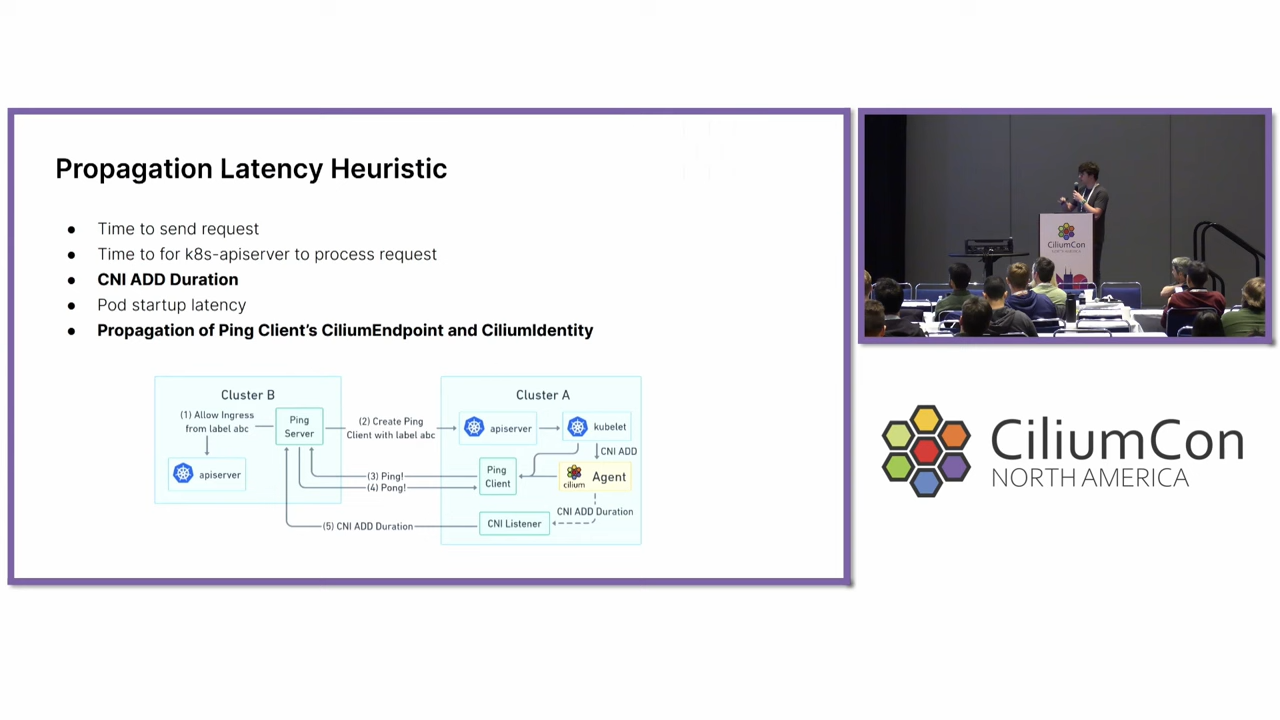 Propagation Latency Heuristic
● Time to send request
● Time to for k8s-apiserver to process request
● CNI ADD Duration
● Pod startup latency
● Propagation of Ping Client's CiliumEndpoint and CiliumIdentity
Cluster B
(1) Allow Ingress
from label abc
Ping
Server
apiserver
(2) Create Ping
Client with label abc
Cluster A
apiserver
kubelet
CNI ADD
(3) Ping!
(4) Pong!
Ping
Client
cilium
Agent
CNI ADD Duration
(5) CNI ADD Duration
CNI Listener
CiliumCon
NORTH AMERICA
CiliumCon
NORTH AMERICA